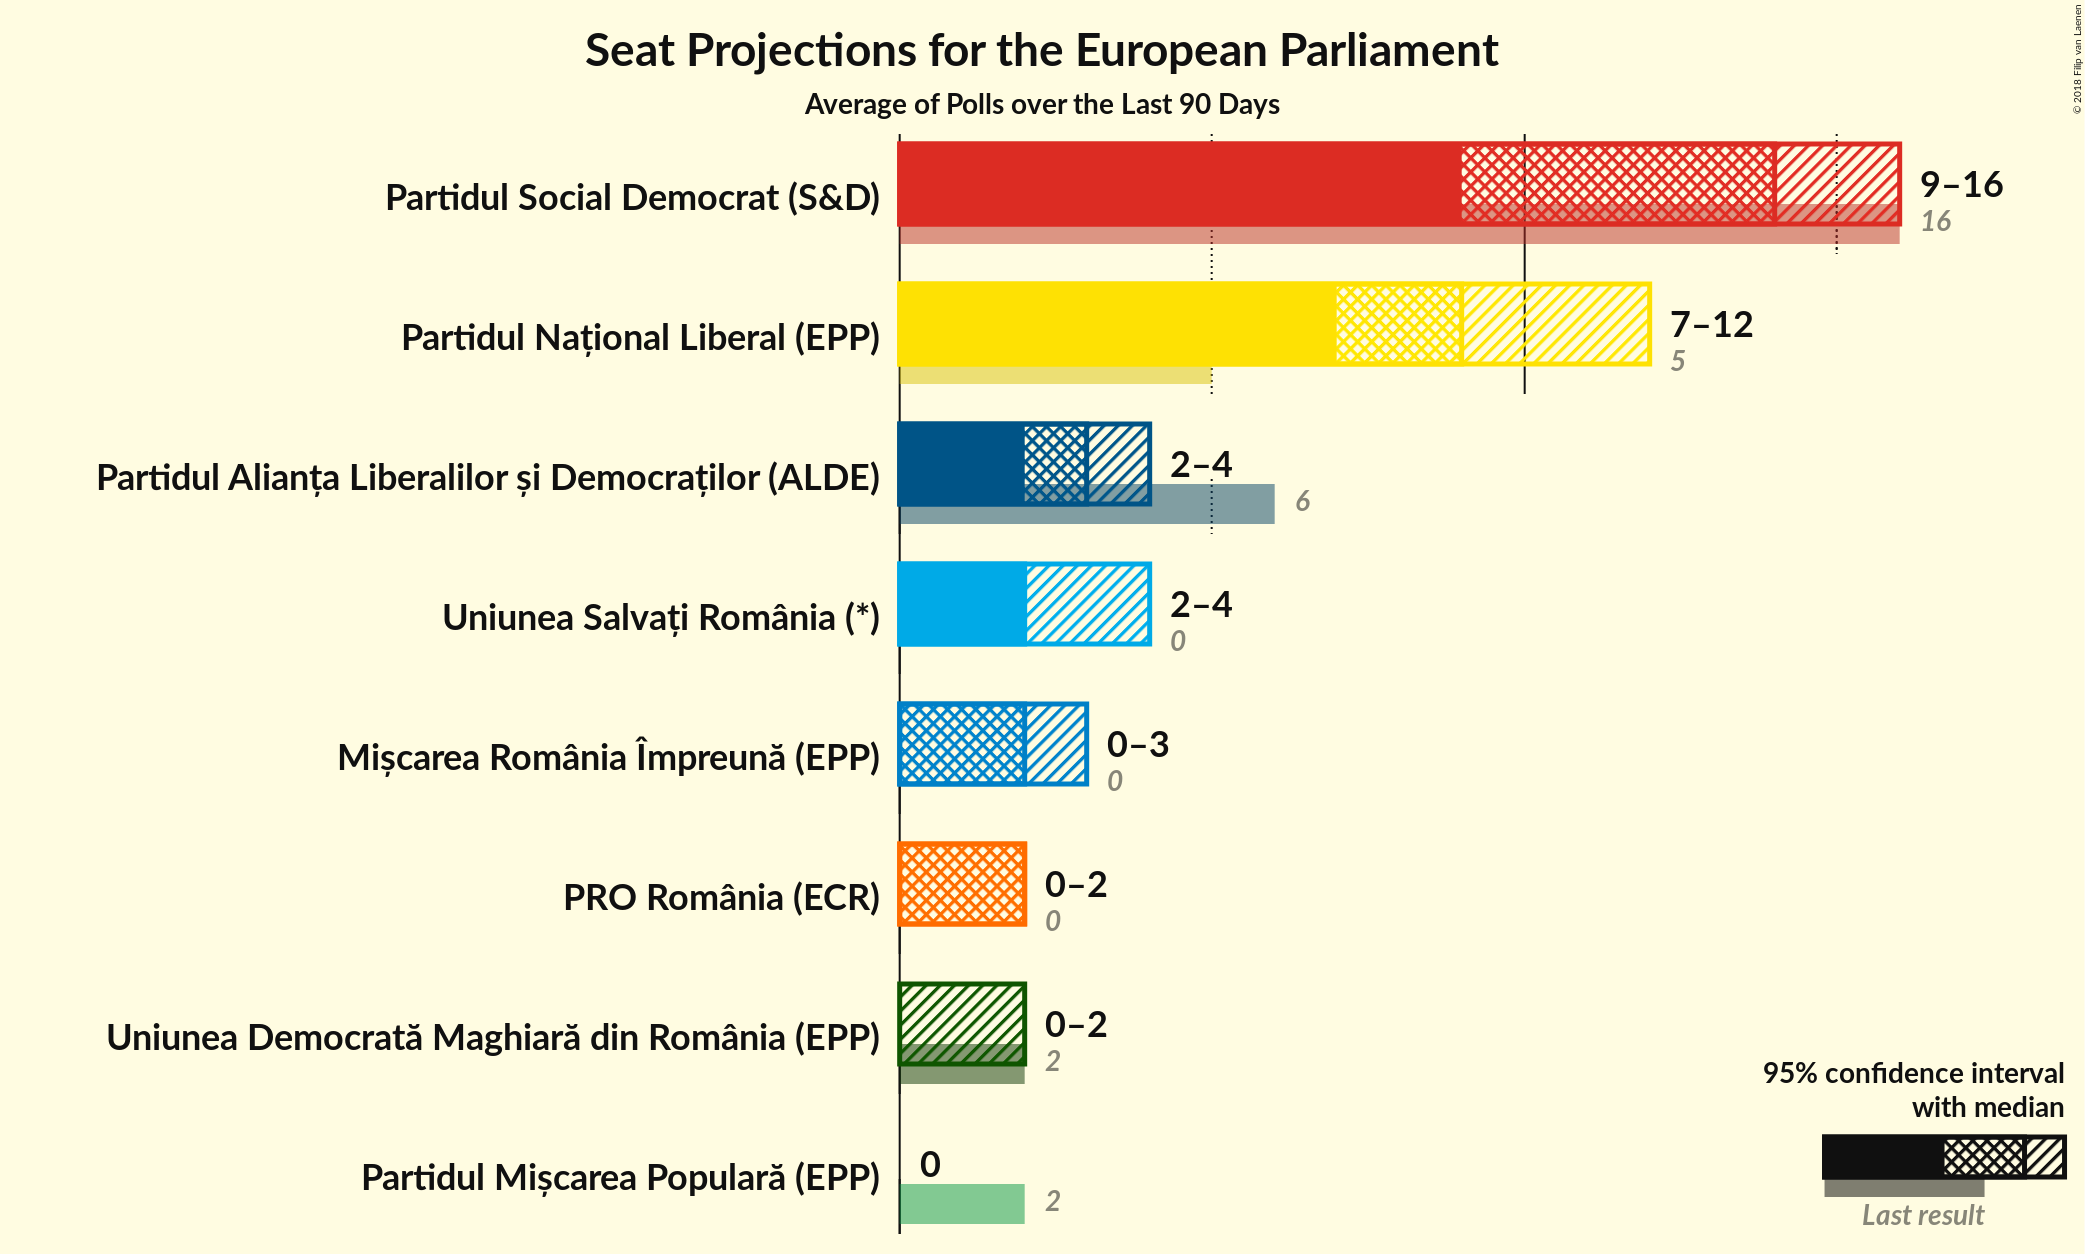 Seat Projections for the European Parliament
Average of Polls over the Last 90 Days
© 2018 Filip van Laenen
Partidul Social Democrat (S&D)
9–16
16
Partidul Național Liberal (EPP)
7–12
5
Partidul Alianța Liberalilor și Democraților (ALDE)
2–4
6
Uniunea Salvați România (*)
2–4
0
Mișcarea România Împreună (EPP)
0–3
0
PRO România (ECR)
0–2
0
Uniunea Democrată Maghiară din România (EPP)
0–2
2
Partidul Mișcarea Populară (EPP)
0
2
95% confidence interval
with median
Last result